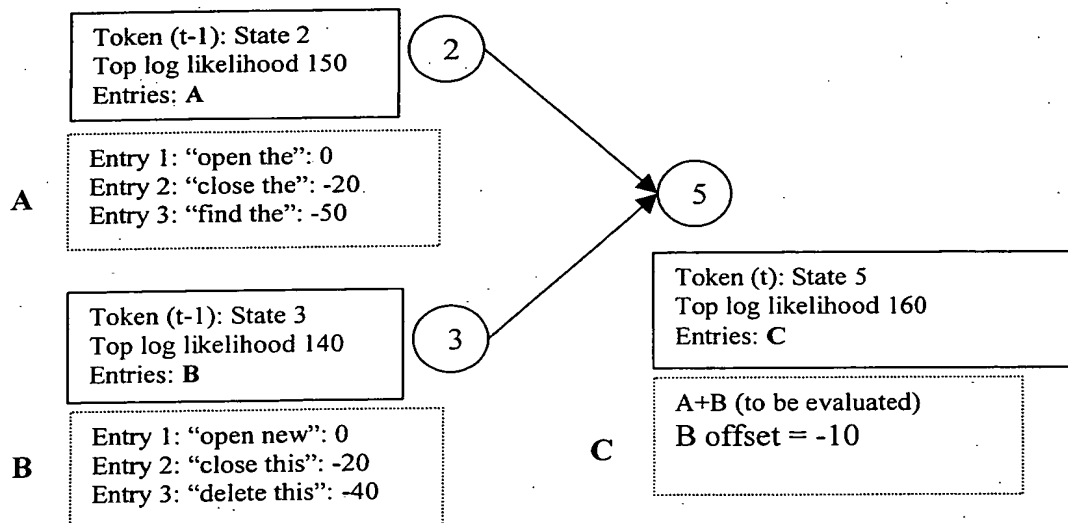 Token (t-1): State 2
Top log likelihood 150
Entries: A
2
A
Entry 1: "open the": 0
Entry 2: "close the": -20
Entry 3: "find the": -50
5
Token (t-1): State 3
Top log likelihood 140
Entries: B
3
Token (t): State 5
Top log likelihood 160
Entries: C
B
Entry 1: "open new": 0
Entry 2: "close this": -20
Entry 3: "delete this": -40
C
A+B (to be evaluated)
B offset = -10